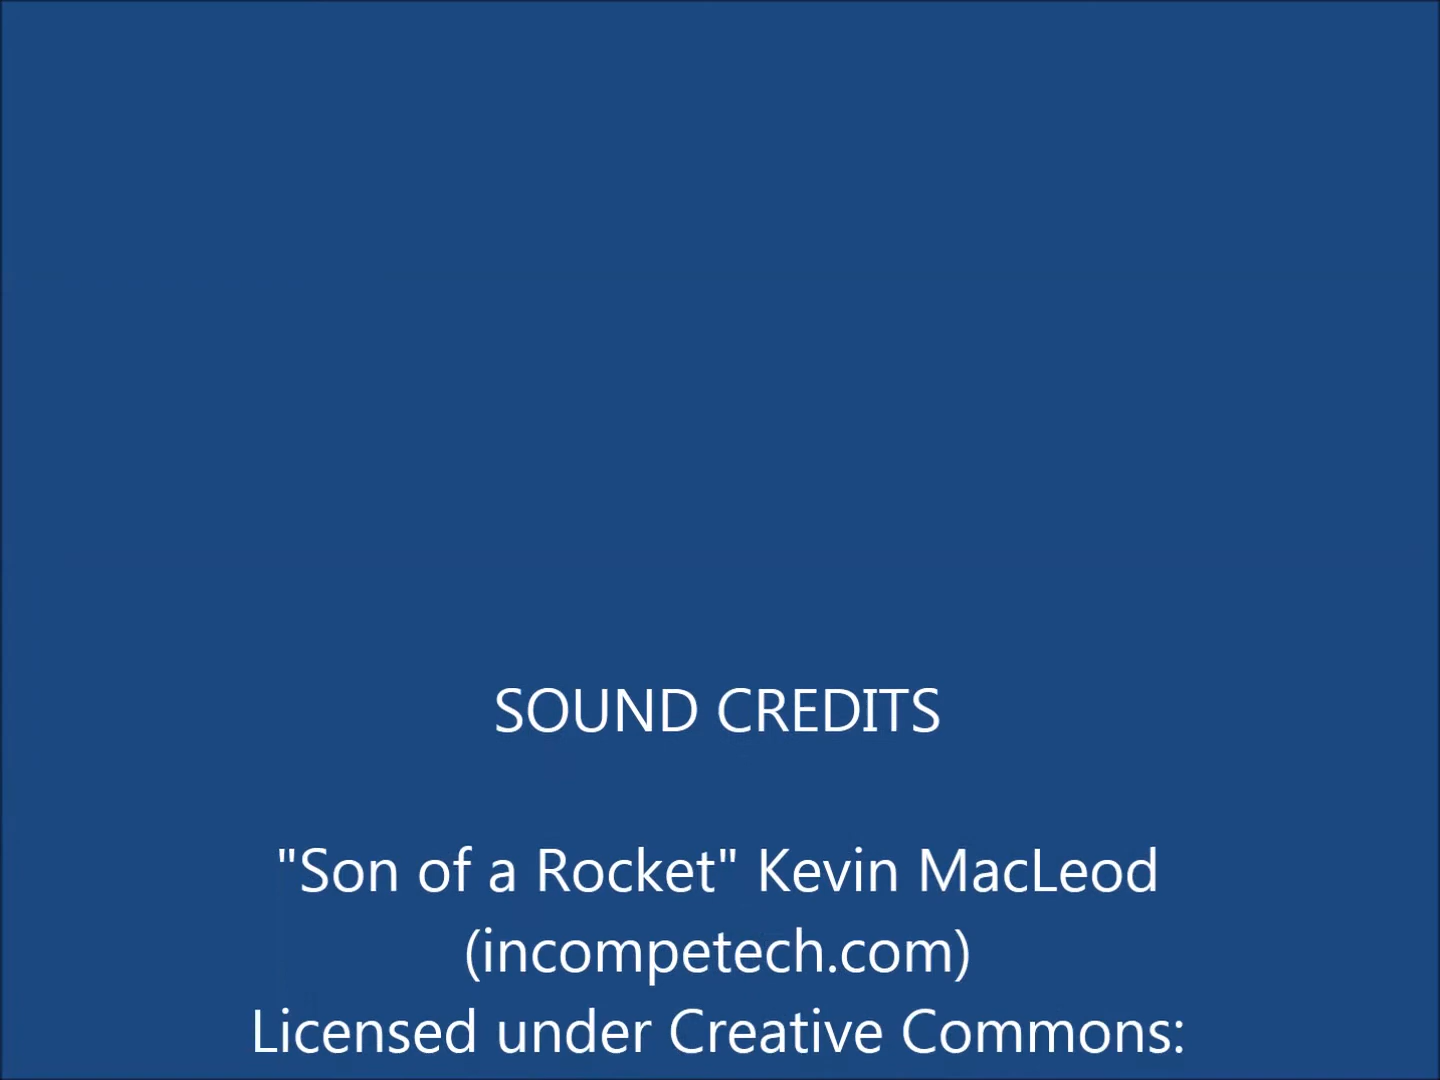 SOUND CREDITS
"Son of a Rocket" Kevin MacLeod
(incompetech.com)
Licensed under Creative Commons: